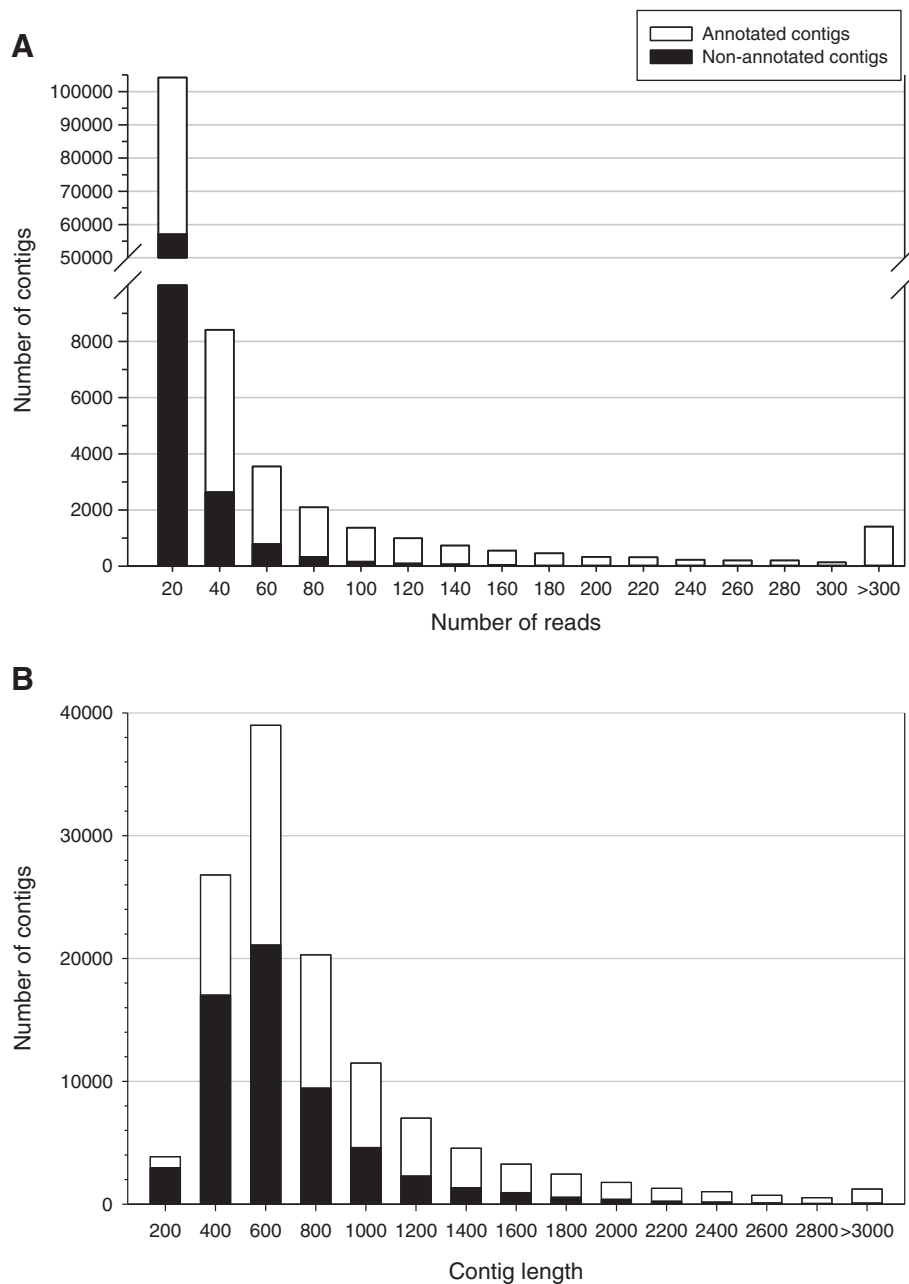 A
Annotated contigs
Non-annotated contigs
100000
90000
80000
70000
60000
50000
8000
6000
4000
2000
0
Number of contigs
20 40 60 80 100 120 140 160 180 200 220 240 260 280 300 >300
Number of reads
B
40000
30000
20000
10000
0
Number of contigs
200 400 600 800 1000 1200 1400 1600 1800 2000 2200 2400 2600 2800 >3000
Contig length